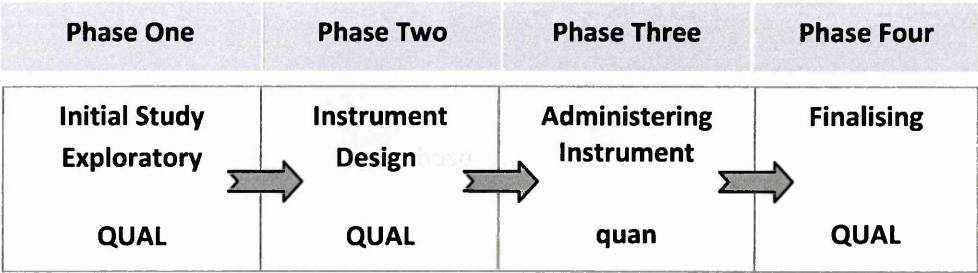 Phase One Phase Two Phase Three Phase Four
Initial Study Instrument Administering Finalising
Exploratory Design Instrument
QUAL QUAL quan QUAL